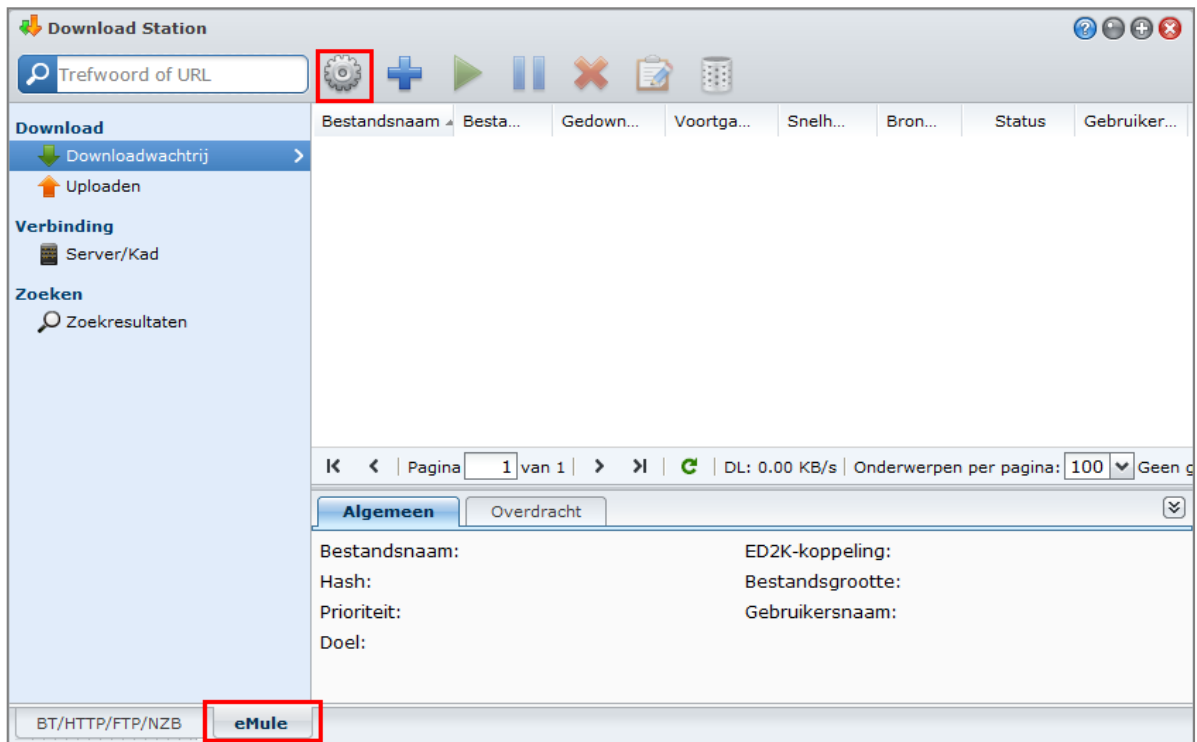 Download Station
Trefwoord of URL
Download
Downloadwachtrij
Uploaden
Verbinding
Server/Kad
Zoeken
Zoekresultaten
Bestandsnaam Besta... Gedown... Voortga... Snelh... Bron... Status Gebruiker...
Pagina 1 van 1 DL: 0.00 KB/s Onderwerpen per pagina: 100 Geen
Algemeen Overdracht
Bestandsnaam: ED2K-koppeling:
Hash: Bestandsgrootte:
Prioriteit: Gebruikersnaam:
Doel:
BT/HTTP/FTP/NZB eMule